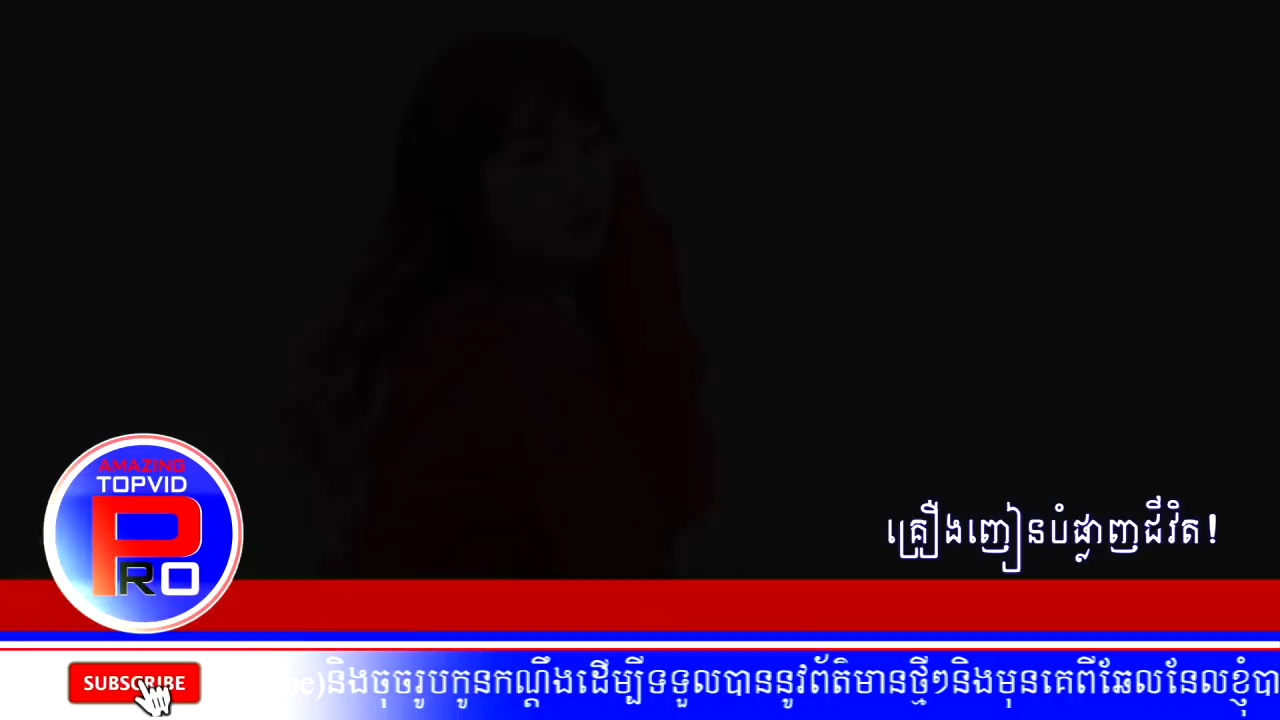 AMAZING
TOPVID
PRO
គ្រឿងញៀនបំផ្លាញជីវិត!
SUBSCRIBE
be)និងចុចរូបកូនកណ្ដឹងដើម្បីទទួលបាននូវព័ត៌មានថ្មីៗនិងមុនគេពីឆែលនែលខ្ញុំបា